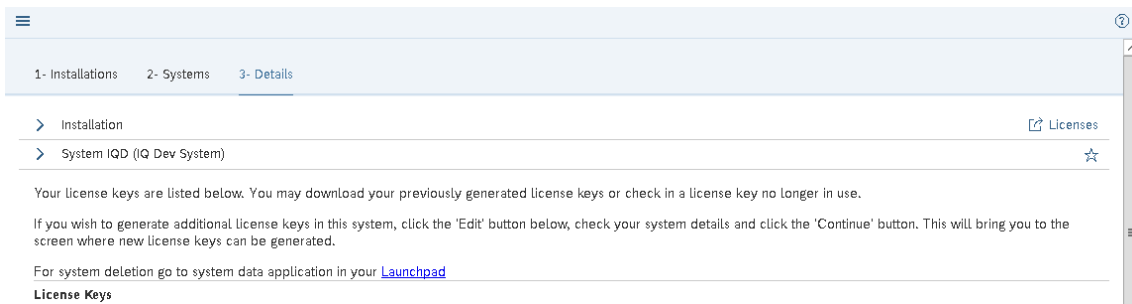 1- Installations 2- Systems 3- Details
Installation Licenses
System IQD (IQ Dev System)
Your license keys are listed below. You may download your previously generated license keys or check in a license key no longer in use.
If you wish to generate additional license keys in this system, click the 'Edit' button below, check your system details and click the 'Continue' button. This will bring you to the
screen where new license keys can be generated.
For system deletion go to system data application in your Launchpad
License Keys